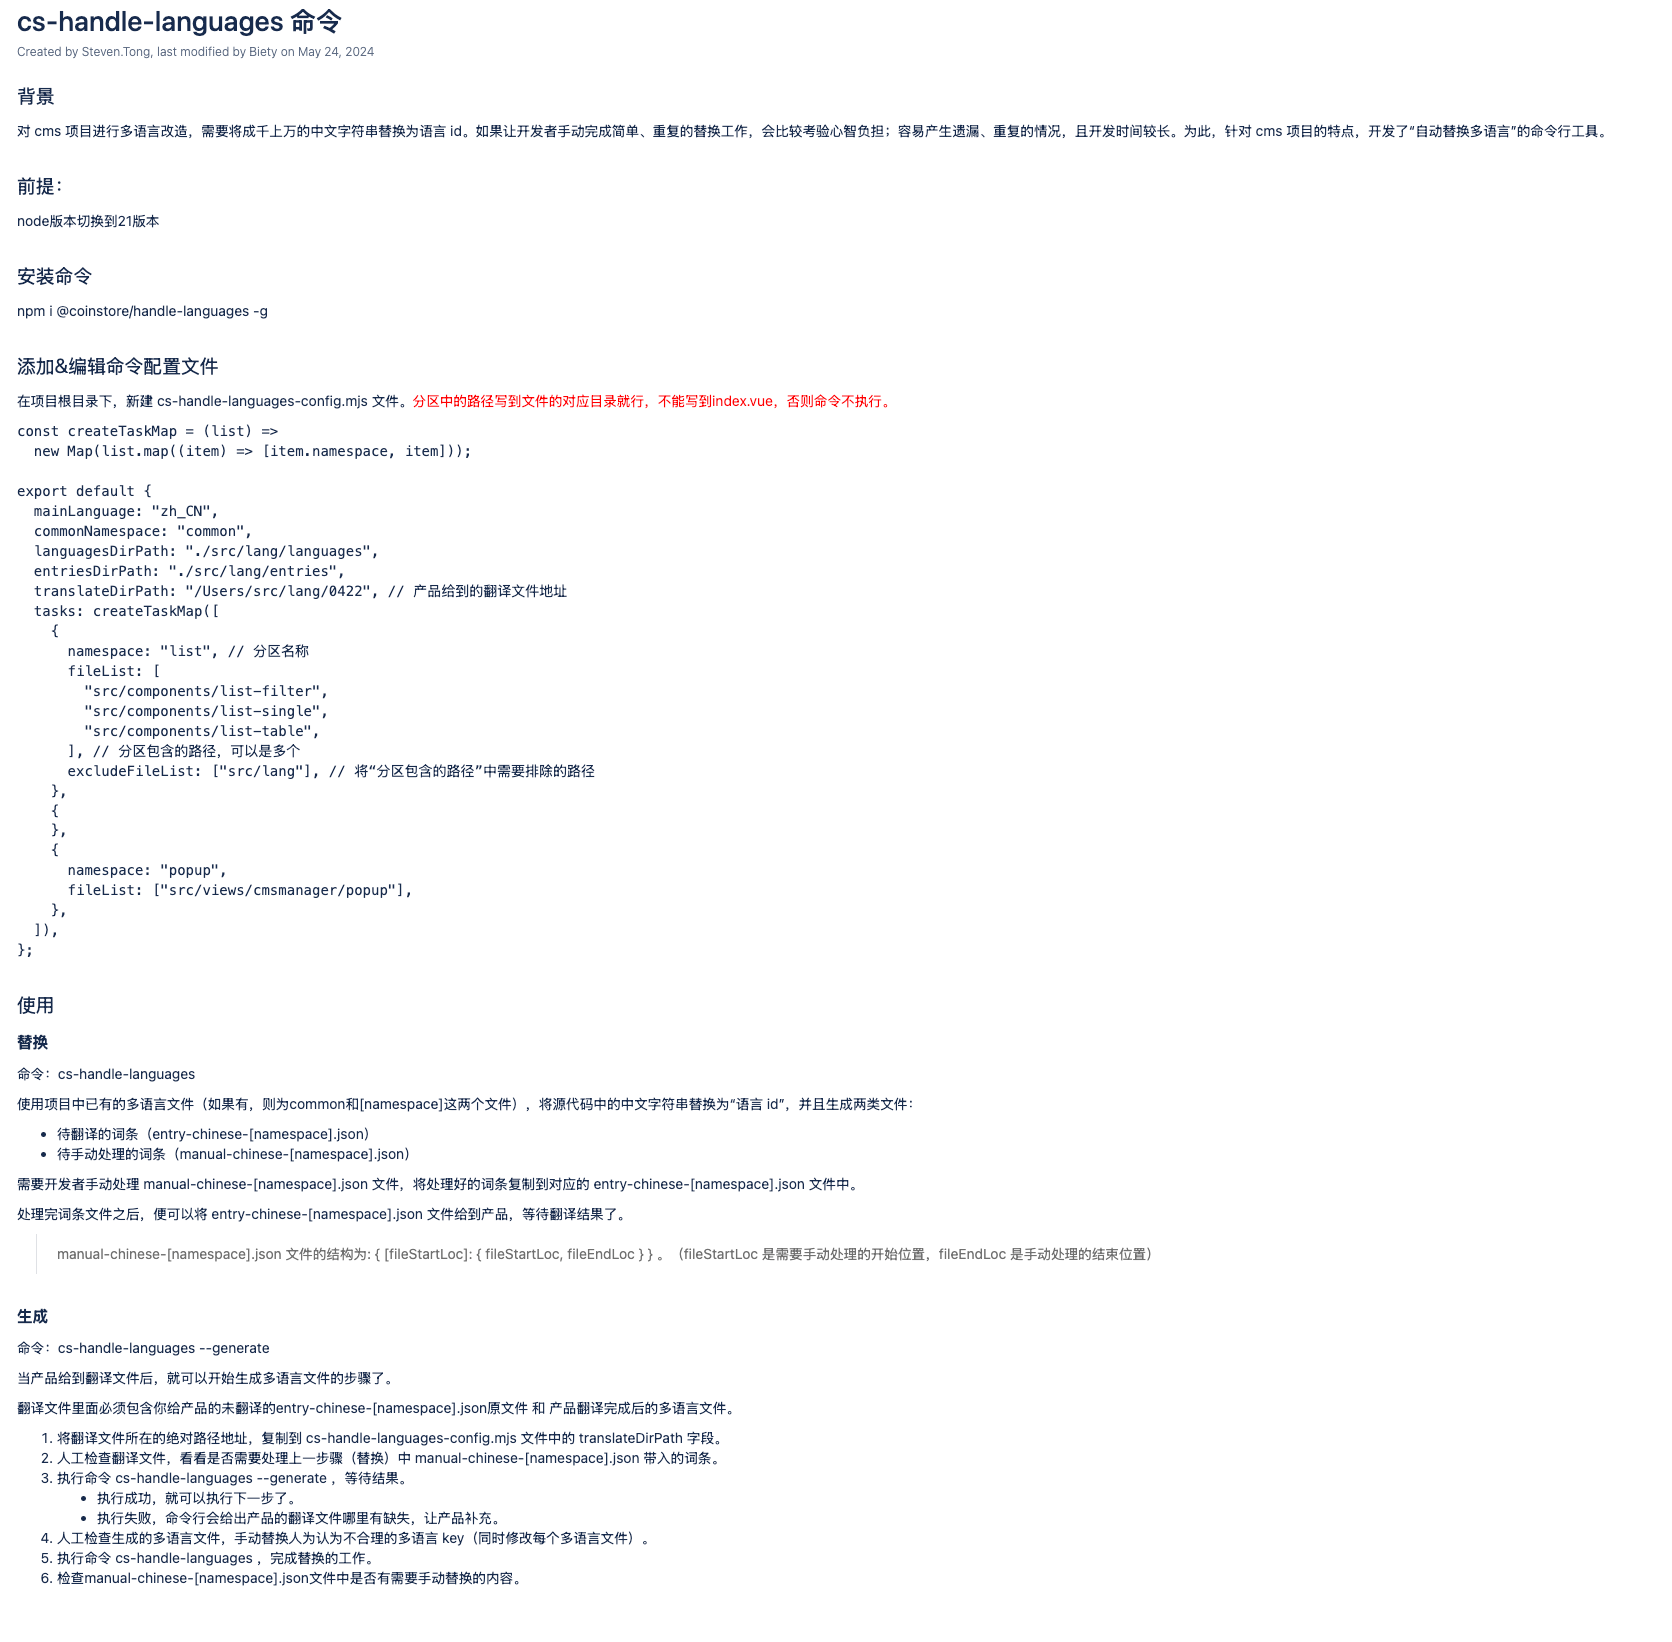 cs-handle-languages 命令
Created by Steven.Tong, last modified by Biety on May 24, 2024
背景
对 cms 项目进行多语言改造，需要将成千上万的中文字符串替换为语言 id。如果让开发者手动完成简单、重复的替换工作，会比较考验心智负担；容易产生遗漏、重复的情况，且开发时间较长。为此，针对 cms 项目的特点，开发了“自动替换多语言”的命令行工具。
前提：
node版本切换到21版本
安装命令
npm i @coinstore/handle-languages -g
添加&编辑命令配置文件
在项目根目录下，新建 cs-handle-languages-config.mjs 文件。分区中的路径写到文件的对应目录就行，不能写到index.vue，否则命令不执行。
const createTaskMap = (list) =>
  new Map(list.map((item) => [item.namespace, item]));

export default {
  mainLanguage: "zh_CN",
  commonNamespace: "common",
  languagesDirPath: "./src/lang/languages",
  entriesDirPath: "./src/lang/entries",
  translateDirPath: "/Users/src/lang/0422", // 产品给到的翻译文件地址
  tasks: createTaskMap([
    {
      namespace: "list", // 分区名称
      fileList: [
        "src/components/list-filter",
        "src/components/list-single",
        "src/components/list-table",
      ], // 分区包含的路径，可以是多个
      excludeFileList: ["src/lang"], // 将“分区包含的路径”中需要排除的路径
    },
    {
    },
    {
      namespace: "popup",
      fileList: ["src/views/cmsmanager/popup"],
    },
  ]),
};
使用
替换
命令：cs-handle-languages
使用项目中已有的多语言文件（如果有，则为common和[namespace]这两个文件），将源代码中的中文字符串替换为“语言 id”，并且生成两类文件：
• 待翻译的词条（entry-chinese-[namespace].json）
• 待手动处理的词条（manual-chinese-[namespace].json）
需要开发者手动处理 manual-chinese-[namespace].json 文件，将处理好的词条复制到对应的 entry-chinese-[namespace].json 文件中。
处理完词条文件之后，便可以将 entry-chinese-[namespace].json 文件给到产品，等待翻译结果了。
manual-chinese-[namespace].json 文件的结构为: { [fileStartLoc]: { fileStartLoc, fileEndLoc } } 。（fileStartLoc 是需要手动处理的开始位置，fileEndLoc 是手动处理的结束位置）
生成
命令：cs-handle-languages --generate
当产品给到翻译文件后，就可以开始生成多语言文件的步骤了。
翻译文件里面必须包含你给产品的未翻译的entry-chinese-[namespace].json原文件 和 产品翻译完成后的多语言文件。
1. 将翻译文件所在的绝对路径地址，复制到 cs-handle-languages-config.mjs 文件中的 translateDirPath 字段。
2. 人工检查翻译文件，看看是否需要处理上一步骤（替换）中 manual-chinese-[namespace].json 带入的词条。
3. 执行命令 cs-handle-languages --generate ，等待结果。
• 执行成功，就可以执行下一步了。
• 执行失败，命令行会给出产品的翻译文件哪里有缺失，让产品补充。
4. 人工检查生成的多语言文件，手动替换人为认为不合理的多语言 key（同时修改每个多语言文件）。
5. 执行命令 cs-handle-languages ，完成替换的工作。
6. 检查manual-chinese-[namespace].json文件中是否有需要手动替换的内容。